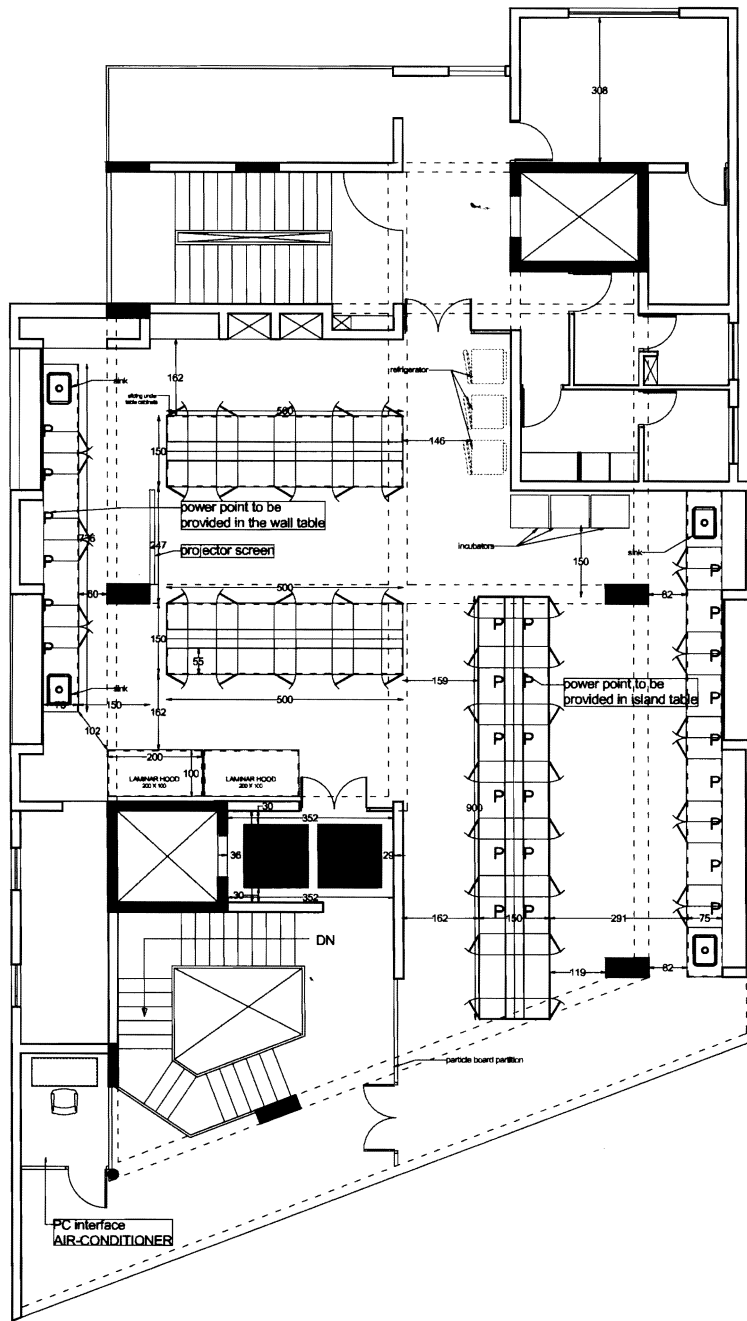 308
sink
162
refrigerator
sliding under
table cabinets
500
150
146
P
P
P
P
P
P
power point to be
provided in the wall table
736
247
projector screen
incubators
150
sink
60
500
82
P
P
P
P
P
P
P
P
P
150
55
159
P P
P P
P P
P P
P P
P P
power point to be
provided in island table
sink
75
150
500
162
102
200
100
LAMINAR HOOD
200 X 100
LAMINAR HOOD
200 X 100
900
30
352
36
29
30
352
162
150
291
75
DN
119
82
particle board partition
PC interface
AIR-CONDITIONER